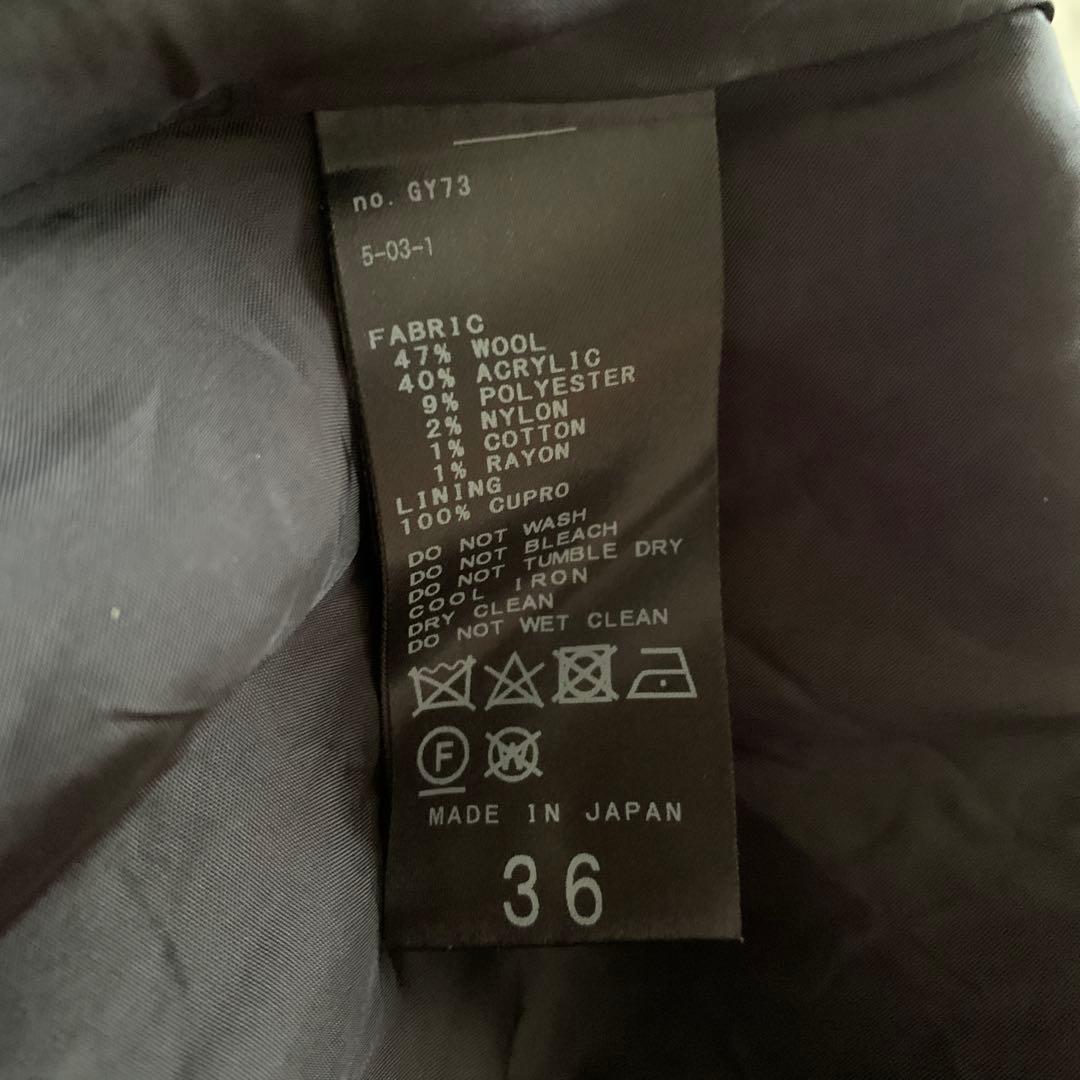 no. GY73
5-03-1
FABRIC
47% WOOL
40% ACRYLIC
9% POLYESTER
2% NYLON
1% COTTON
1% RAYON
LINING
100% CUPRO
DO NOT WASH
DO NOT BLEACH
DO NOT TUMBLE DRY
COOL IRON
DRY CLEAN
DO NOT WET CLEAN
F W
MADE IN JAPAN
36